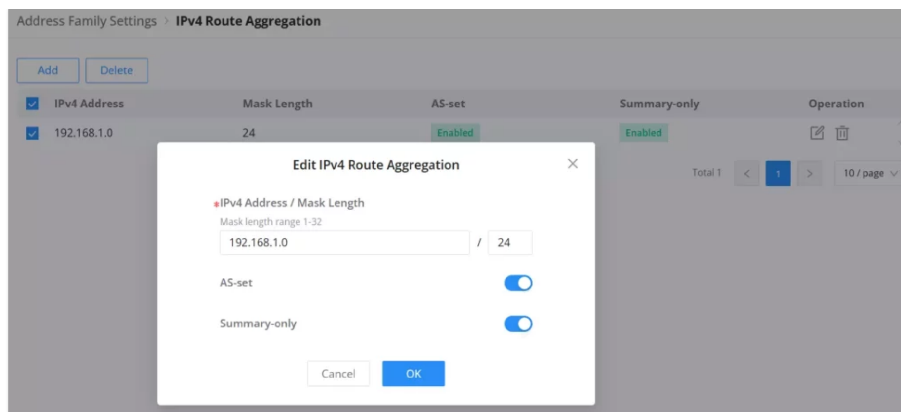 Address Family Settings > IPv4 Route Aggregation
Add Delete
IPv4 Address Mask Length AS-set Summary-only Operation
192.168.1.0 24 Enabled Enabled
Total 1 < 1 > 10 / page
Edit IPv4 Route Aggregation
*IPv4 Address / Mask Length
Mask length range 1-32
192.168.1.0 / 24
AS-set
Summary-only
Cancel OK